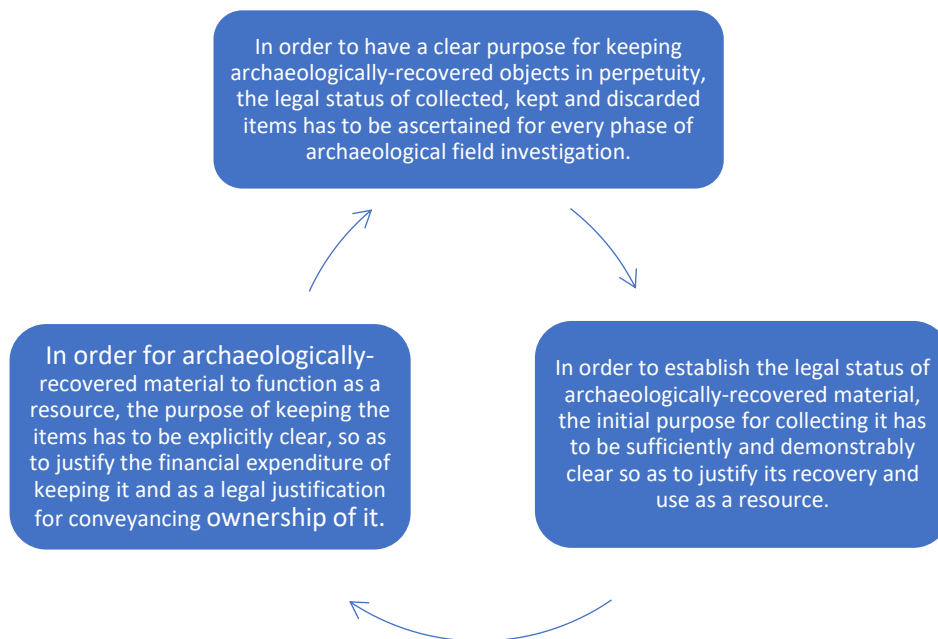 In order to have a clear purpose for keeping
archaeologically-recovered objects in perpetuity,
the legal status of collected, kept and discarded
items has to be ascertained for every phase of
archaeological field investigation.
In order to establish the legal status of
archaeologically-recovered material,
the initial purpose for collecting it has
to be sufficiently and demonstrably
clear so as to justify its recovery and
use as a resource.
In order for archaeologically-
recovered material to function as a
resource, the purpose of keeping the
items has to be explicitly clear, so as
to justify the financial expenditure of
keeping it and as a legal justification
for conveyancing ownership of it.